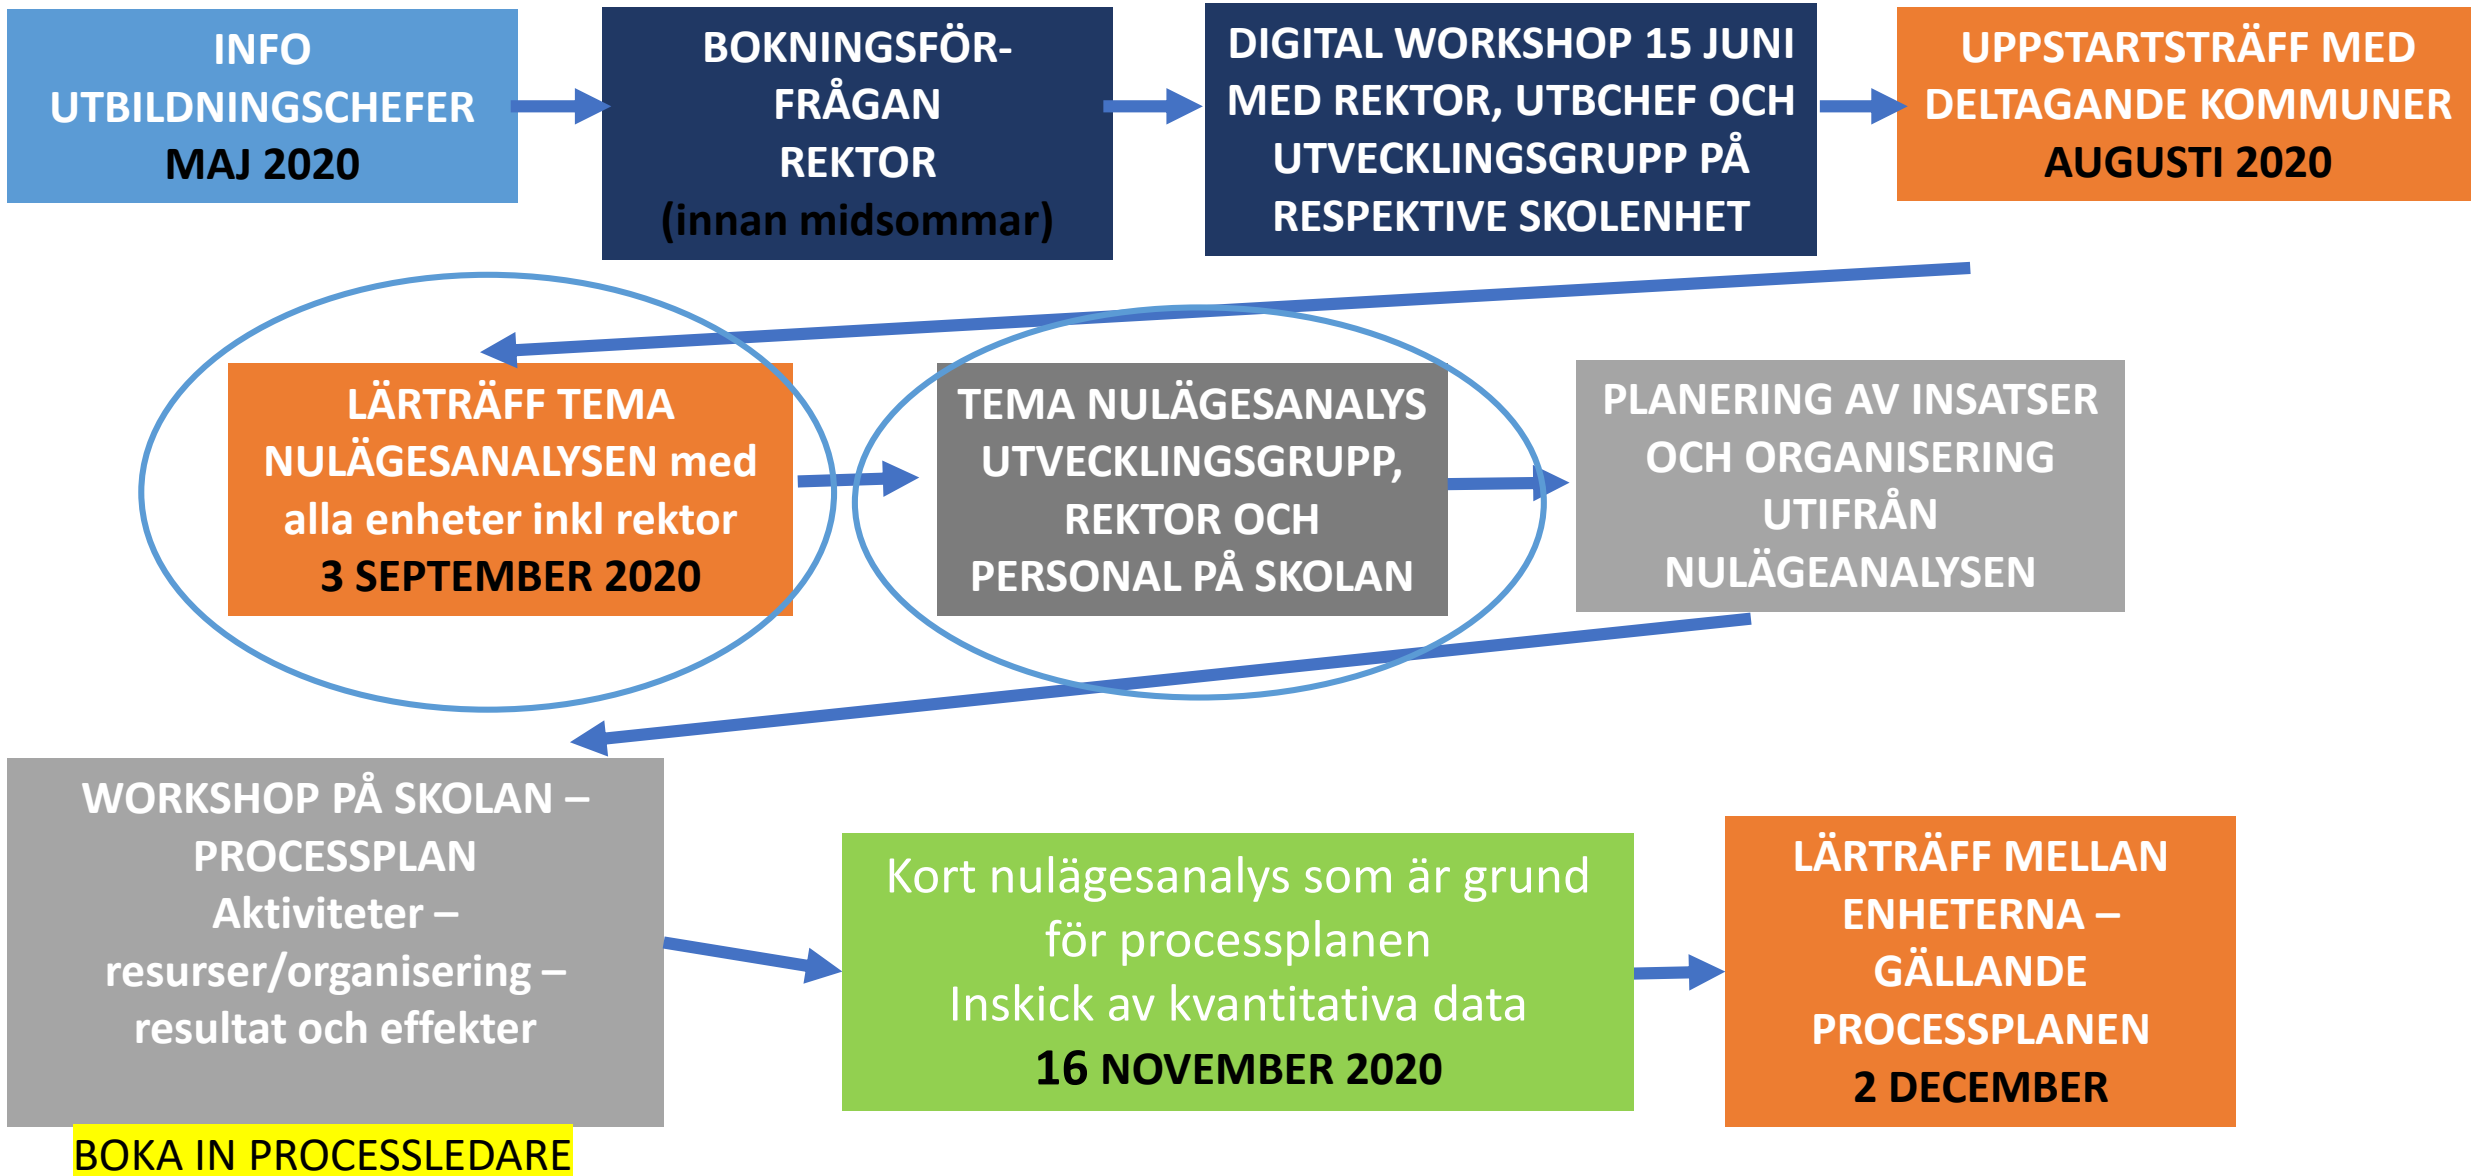 INFO
UTBILDNINGSCHEFER
MAJ 2020
BOKNINGSFÖR-
FRÅGAN
REKTOR
(innan midsommar)
DIGITAL WORKSHOP 15 JUNI
MED REKTOR, UTBCHEF OCH
UTVECKLINGSGRUPP PÅ
RESPEKTIVE SKOLENHET
UPPSTARTSTRÄFF MED
DELTAGANDE KOMMUNER
AUGUSTI 2020
LÄRTRÄFF TEMA
NULÄGESANALYSEN med
alla enheter inkl rektor
3 SEPTEMBER 2020
TEMA NULÄGESANALYS
UTVECKLINGSGRUPP,
REKTOR OCH
PERSONAL PÅ SKOLAN
PLANERING AV INSATSER
OCH ORGANISERING
UTIFRÅN
NULÄGEANALYSEN
WORKSHOP PÅ SKOLAN –
PROCESSPLAN
Aktiviteter –
resurser/organisering –
resultat och effekter
BOKA IN PROCESSLEDARE
Kort nulägesanalys som är grund
för processplanen
Inskick av kvantitativa data
16 NOVEMBER 2020
LÄRTRÄFF MELLAN
ENHETERNA –
GÄLLANDE
PROCESSPLANEN
2 DECEMBER